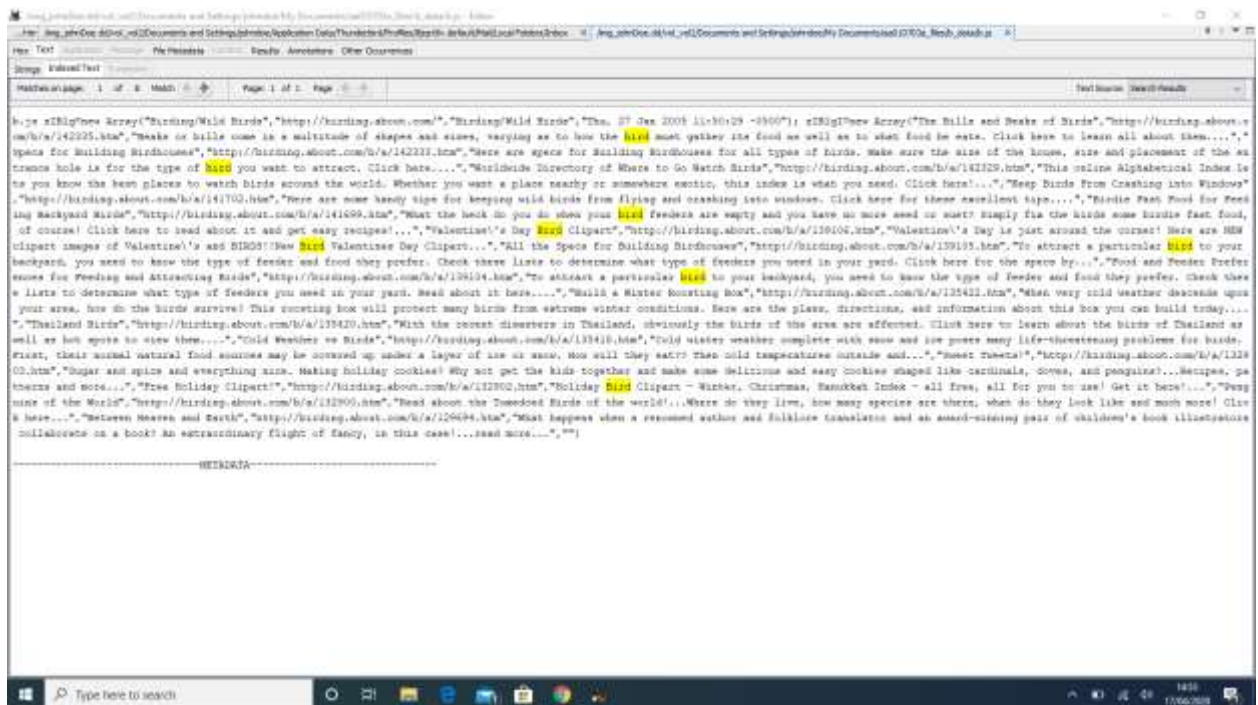 Hex Text File Metadata Results Annotations Other Occurrences
Strings Indexed Text
Matches on page: 1 of 8 Match Page: 1 of 1 Page Text Source: Search Results
new Array("Birding/Wild Birds","http://birding.about.com/","Birding/Wild Birds","Thu, 27 Jan 2005 new Array("The Bills and Beaks of Birds","http://birding.about.c
om/b/a/142335.htm","Beaks or bills come in a multitude of shapes and sizes, varying as to how the bird must gather its food as well as to what food he eats. Click here to learn all about them....","
Specs for Building Birdhouses","http://birding.about.com/b/a/142333.htm","Here are specs for Building Birdhouses for all types of birds. Make sure the size of the house, size and placement of the en
trance hole is for the type of bird you want to attract. Click here....","Worldwide Directory of Where to Go Watch Birds","http://birding.about.com/b/a/142329.htm","This online Alphabetical Index le
ts you know the best places to watch birds around the world. Whether you want a place nearby or somewhere exotic, this index is what you need. Click here!...","Keep Birds From Crashing into Windows"
,"http://birding.about.com/b/a/141702.htm","Here are some handy tips for keeping wild birds from flying and crashing into windows. Click here for these excellent tips....","Birdie Fast Food for Feed
ing Backyard Birds","http://birding.about.com/b/a/141699.htm","What the heck do you do when your bird feeders are empty and you have no more seed or suet? Simply fix the birds some birdie fast food,
of course! Click here to read about it and get easy recipes!...","Valentine\'s Day Bird Clipart","http://birding.about.com/b/a/139106.htm","Valentine\'s Day is just around the corner! Here are NEW
clipart images of Valentine\'s and BIRDS!!New Bird Valentines Day Clipart...","All the Specs for Building Birdhouses","http://birding.about.com/b/a/139105.htm","To attract a particular bird to your
backyard, you need to know the type of feeder and food they prefer. Check these lists to determine what type of feeders you need in your yard. Click here for the specs by...","Food and Feeder Prefer
ences for Feeding and Attracting Birds","http://birding.about.com/b/a/139104.htm","To attract a particular bird to your backyard, you need to know the type of feeder and food they prefer. Check thes
e lists to determine what type of feeders you need in your yard. Read about it here....","Build a Winter Roosting Box","http://birding.about.com/b/a/135422.htm","When very cold weather descends upon
your area, how do the birds survive? This roosting box will protect many birds from extreme winter conditions. Here are the plans, directions, and information about this box you can build today....
","Thailand Birds","http://birding.about.com/b/a/135420.htm","With the recent disasters in Thailand, obviously the birds of the area are affected. Click here to learn about the birds of Thailand as
well as hot spots to view them....","Cold Weather vs Birds","http://birding.about.com/b/a/135418.htm","Cold winter weather complete with snow and ice poses many life-threatening problems for birds.
First, their normal natural food sources may be covered up under a layer of ice or snow. How will they eat?? Then cold temperatures outside and...","Sweet Tweets!","http://birding.about.com/b/a/1329
03.htm","Sugar and spice and everything nice. Making holiday cookies? Why not get the kids together and make some delicious and easy cookies shaped like cardinals, doves, and penguins?...Recipes, pa
tterns and more...","Free Holiday Clipart!","http://birding.about.com/b/a/132902.htm","Holiday Bird Clipart - Winter, Christmas, Hanukkah Index - all free, all for you to use! Get it here!...","Peng
uins of the World","http://birding.about.com/b/a/132900.htm","Read about the Tuxedoed Birds of the world!...Where do they live, how many species are there, what do they look like and much more! Clic
k here...","Between Heaven and Earth","http://birding.about.com/b/a/129694.htm","What happens when a renowned author and folklore translator and an award-winning pair of children's book illustrators
collaborate on a book? An extraordinary flight of fancy, in this case!...read more...","")
------------------------------METADATA------------------------------
Type here to search
17/06/2020